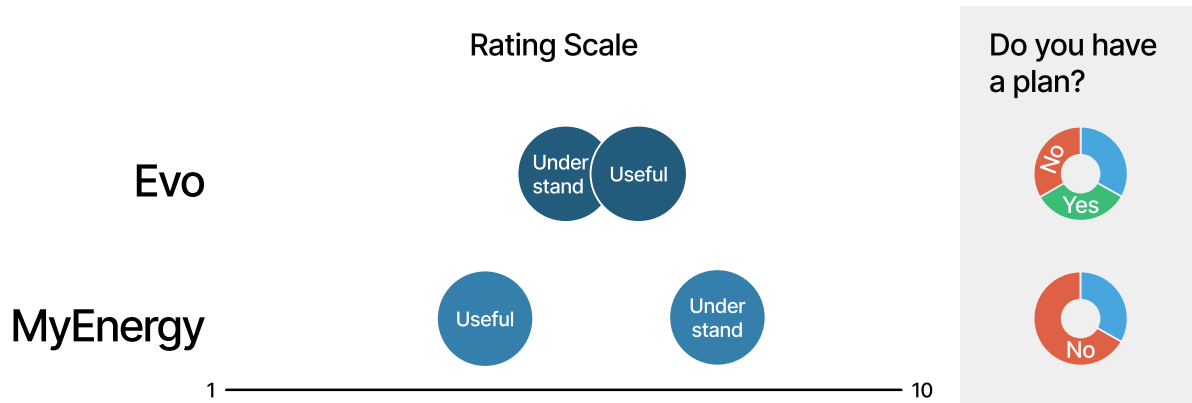 Rating Scale
Do you have
a plan?
Evo
Under
stand
Useful
No
Yes
MyEnergy
Useful
Under
stand
No
1
10